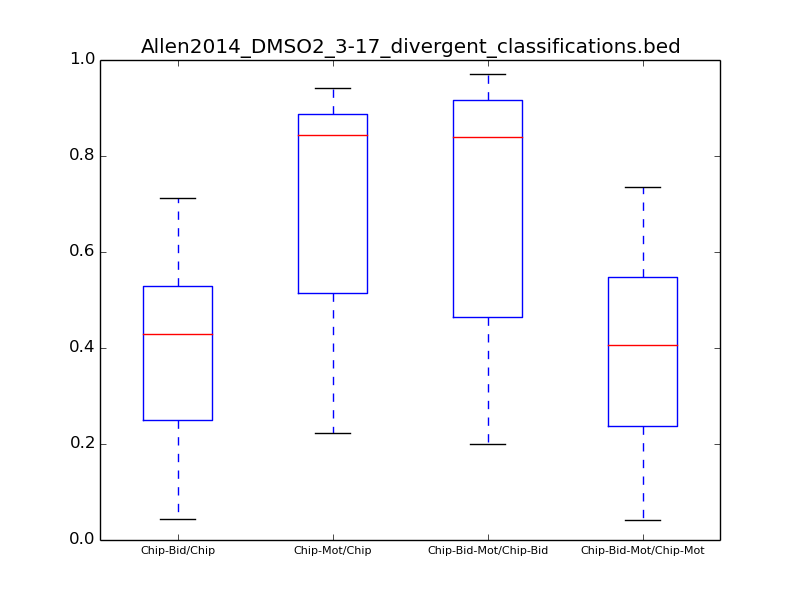 Allen2014_DMSO2_3-17_divergent_classifications.bed
1.0
0.8
0.6
0.4
0.2
0.0
Chip-Bid/Chip
Chip-Mot/Chip
Chip-Bid-Mot/Chip-Bid
Chip-Bid-Mot/Chip-Mot